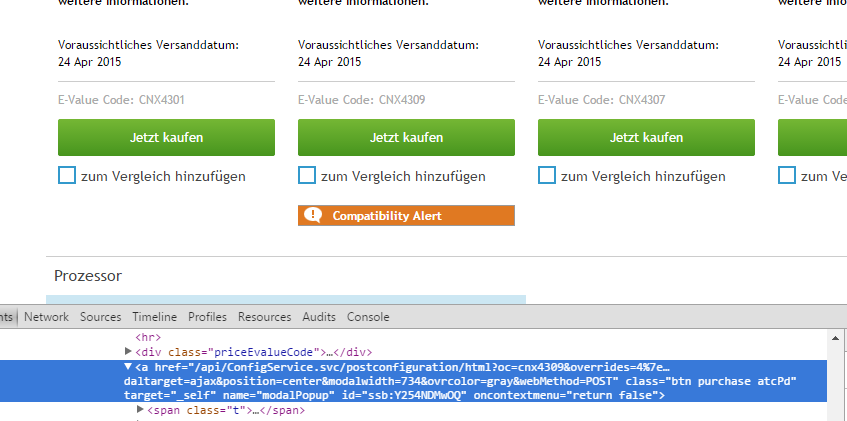 weitere Informationen. weitere Informationen. weitere Informationen. weitere Infor
Voraussichtliches Versanddatum: Voraussichtliches Versanddatum: Voraussichtliches Versanddatum: Voraussichtli
24 Apr 2015 24 Apr 2015 24 Apr 2015 24 Apr 2015
E-Value Code: CNX4301 E-Value Code: CNX4309 E-Value Code: CNX4307 E-Value Code
Jetzt kaufen Jetzt kaufen Jetzt kaufen
zum Vergleich hinzufügen zum Vergleich hinzufügen zum Vergleich hinzufügen zum Ve
Compatibility Alert
Prozessor
nts Network Sources Timeline Profiles Resources Audits Console
<hr>
<div class="priceEvalueCode">…</div>
<a href="/api/ConfigService.svc/postconfiguration/html?oc=cnx4309&overrides=4%7e…
daltarget=ajax&position=center&modalwidth=734&ovrcolor=gray&webMethod=POST" class="btn purchase atcPd"
target="_self" name="modalPopup" id="ssb:Y254NDMwOQ" oncontextmenu="return false">
<span class="t">…</span>